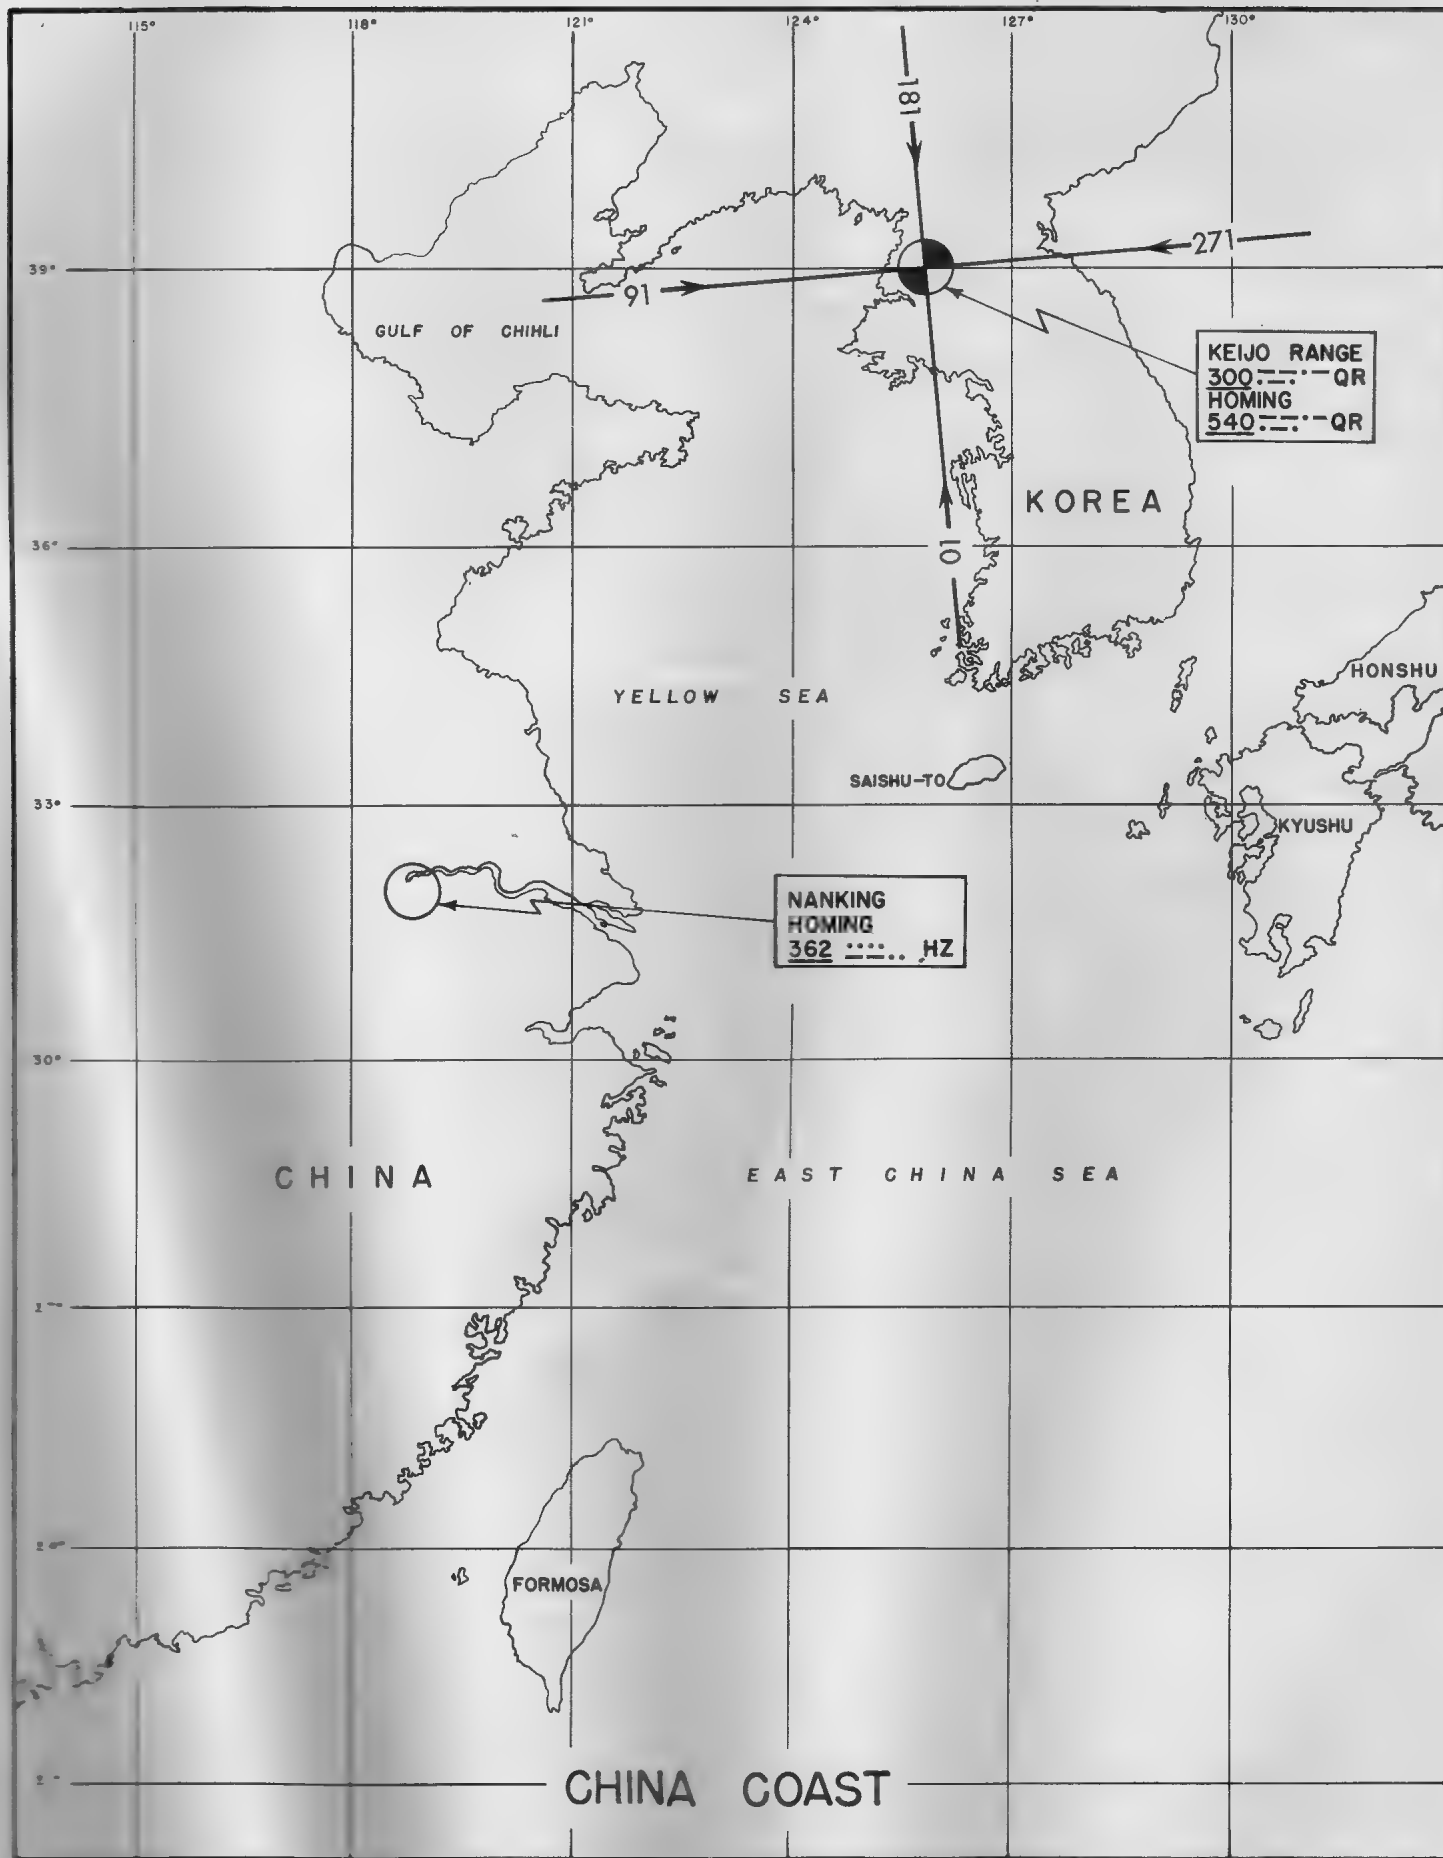 115° 118° 121° 124° 127° 130°
181
271
39°
91
GULF OF CHIHLI
KEIJO RANGE
300 --.- .-. QR
HOMING
540 --.- .-. QR
KOREA
36°
01
HONSHU
YELLOW SEA
SAISHU-TO
33°
KYUSHU
NANKING
HOMING
362 .... --.. HZ
30°
CHINA
EAST CHINA SEA
FORMOSA
CHINA COAST